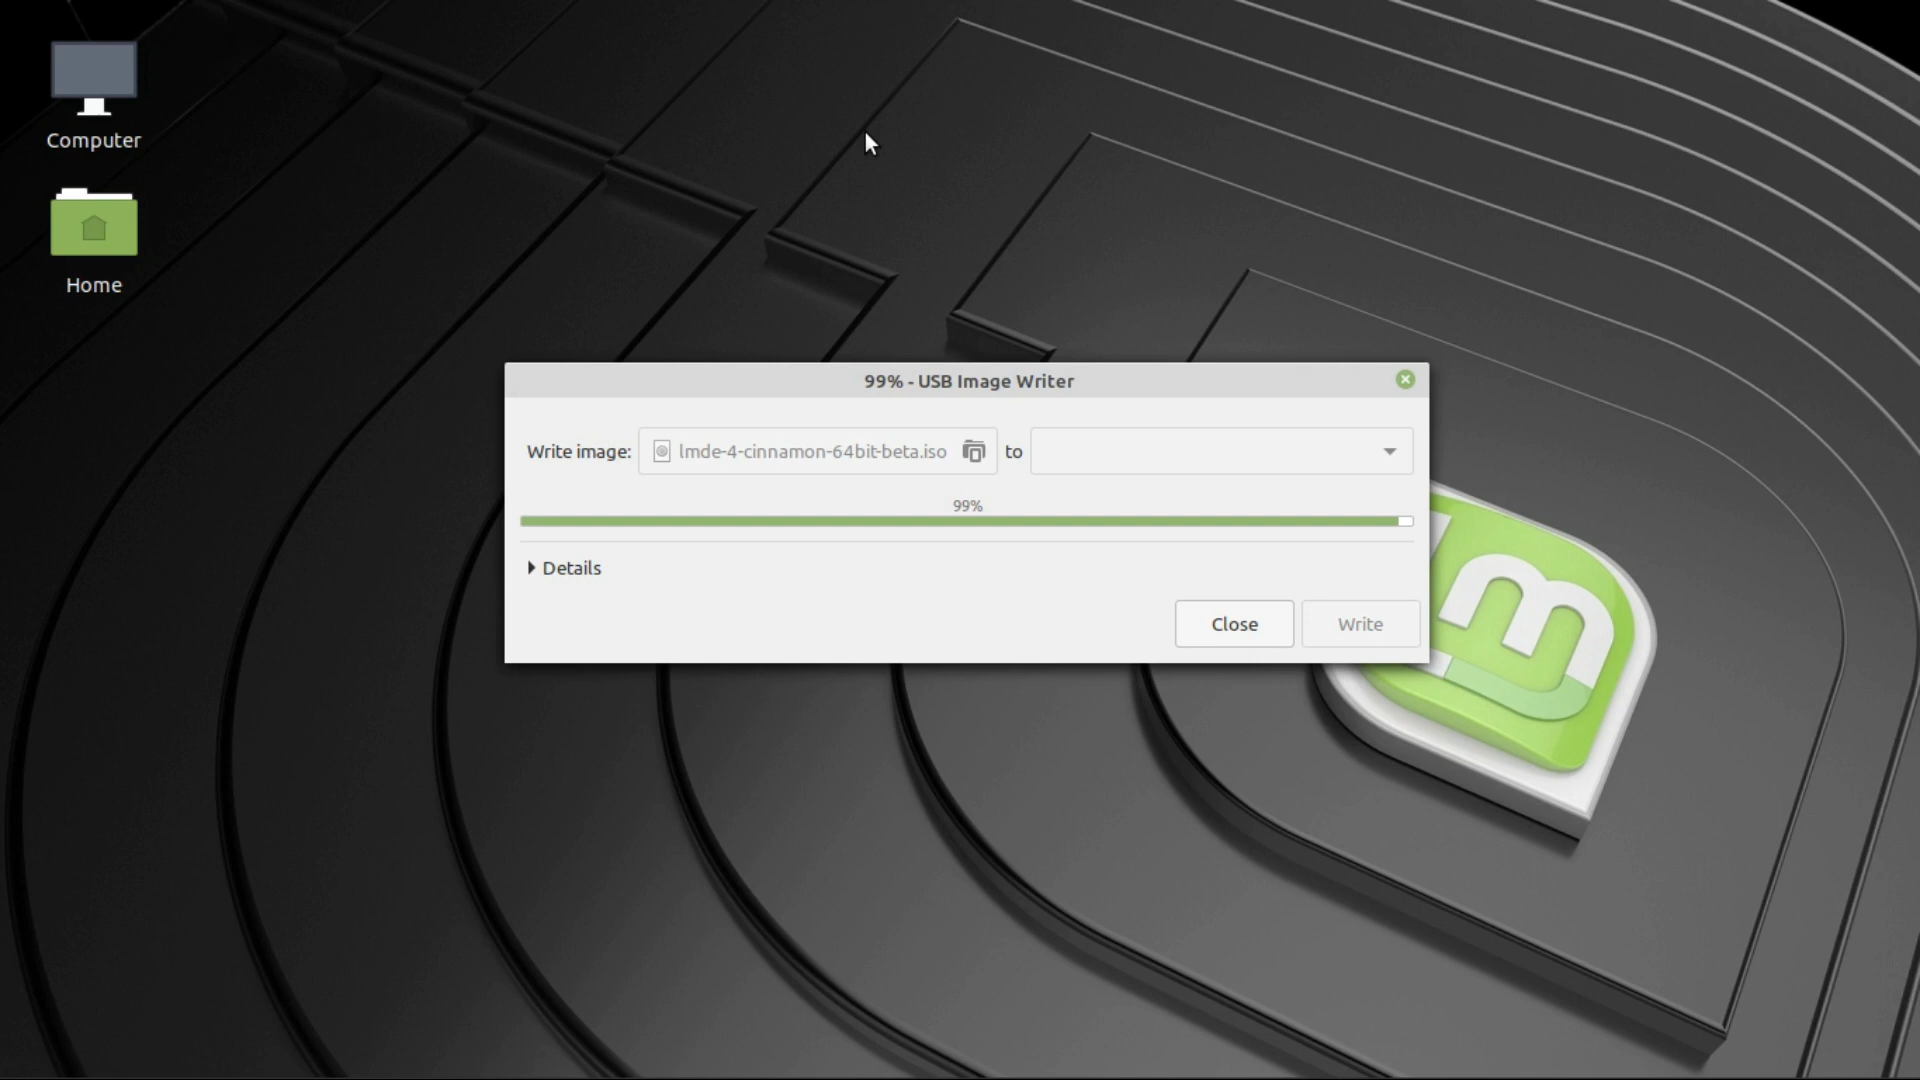 Computer
Home
99% - USB Image Writer
Write image: lmde-4-cinnamon-64bit-beta.iso to
99%
Details
Close Write